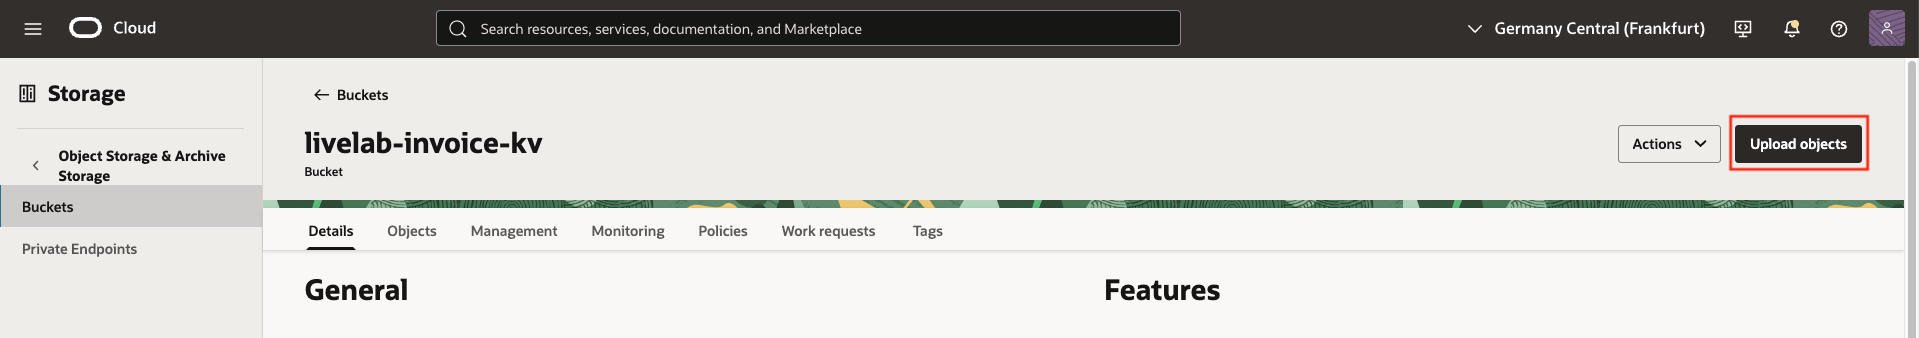 Cloud
Search resources, services, documentation, and Marketplace
Germany Central (Frankfurt)
Storage
Object Storage & Archive
Storage
Buckets
Private Endpoints
Buckets
livelab-invoice-kv
Bucket
Actions
Upload objects
Details Objects Management Monitoring Policies Work requests Tags
General
Features